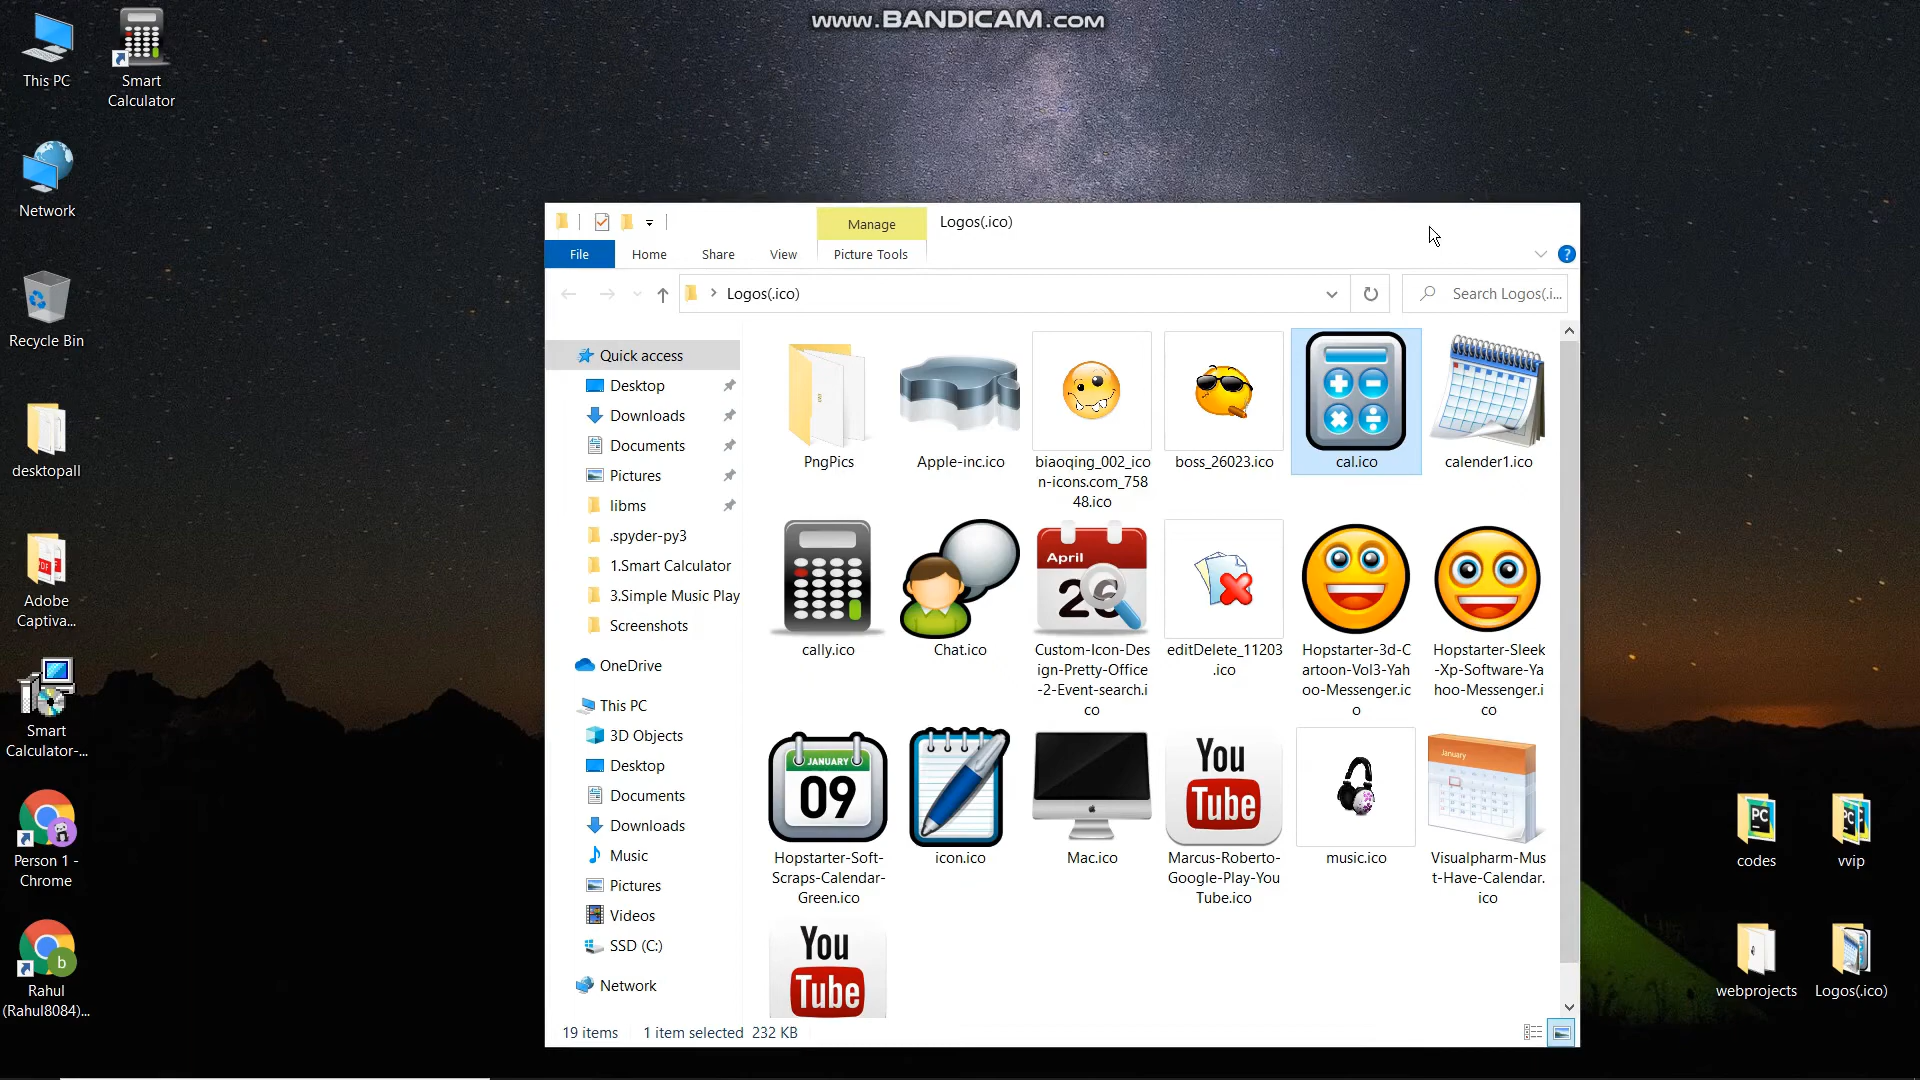 www.BANDICAM.com
This PC
Smart
Calculator
Network
Recycle Bin
desktopall
Adobe
Captiva...
Smart
Calculator-...
Person 1 -
Chrome
b
Rahul
(Rahul8084)...
Manage
Logos(.ico)
File
Home
Share
View
Picture Tools
?
Logos(.ico)
Search Logos(.i...
Quick access
Desktop
Downloads
Documents
Pictures
libms
.spyder-py3
1.Smart Calculator
3.Simple Music Play
Screenshots
OneDrive
This PC
3D Objects
Desktop
Documents
Downloads
Music
Pictures
Videos
SSD (C:)
Network
PngPics
Apple-inc.ico
biaoqing_002_ico
n-icons.com_758
48.ico
boss_26023.ico
cal.ico
calender1.ico
April
26
cally.ico
Chat.ico
Custom-Icon-Des
ign-Pretty-Office
-2-Event-search.i
co
editDelete_11203
.ico
Hopstarter-3d-C
artoon-Vol3-Yah
oo-Messenger.ic
o
Hopstarter-Sleek
-Xp-Software-Ya
hoo-Messenger.i
co
JANUARY
09
You
Tube
January
Hopstarter-Soft-
Scraps-Calendar-
Green.ico
icon.ico
Mac.ico
Marcus-Roberto-
Google-Play-You
Tube.ico
music.ico
Visualpharm-Mus
t-Have-Calendar.
ico
You
Tube
19 items
1 item selected 232 KB
PC
codes
PC
vvip
webprojects
Logos(.ico)